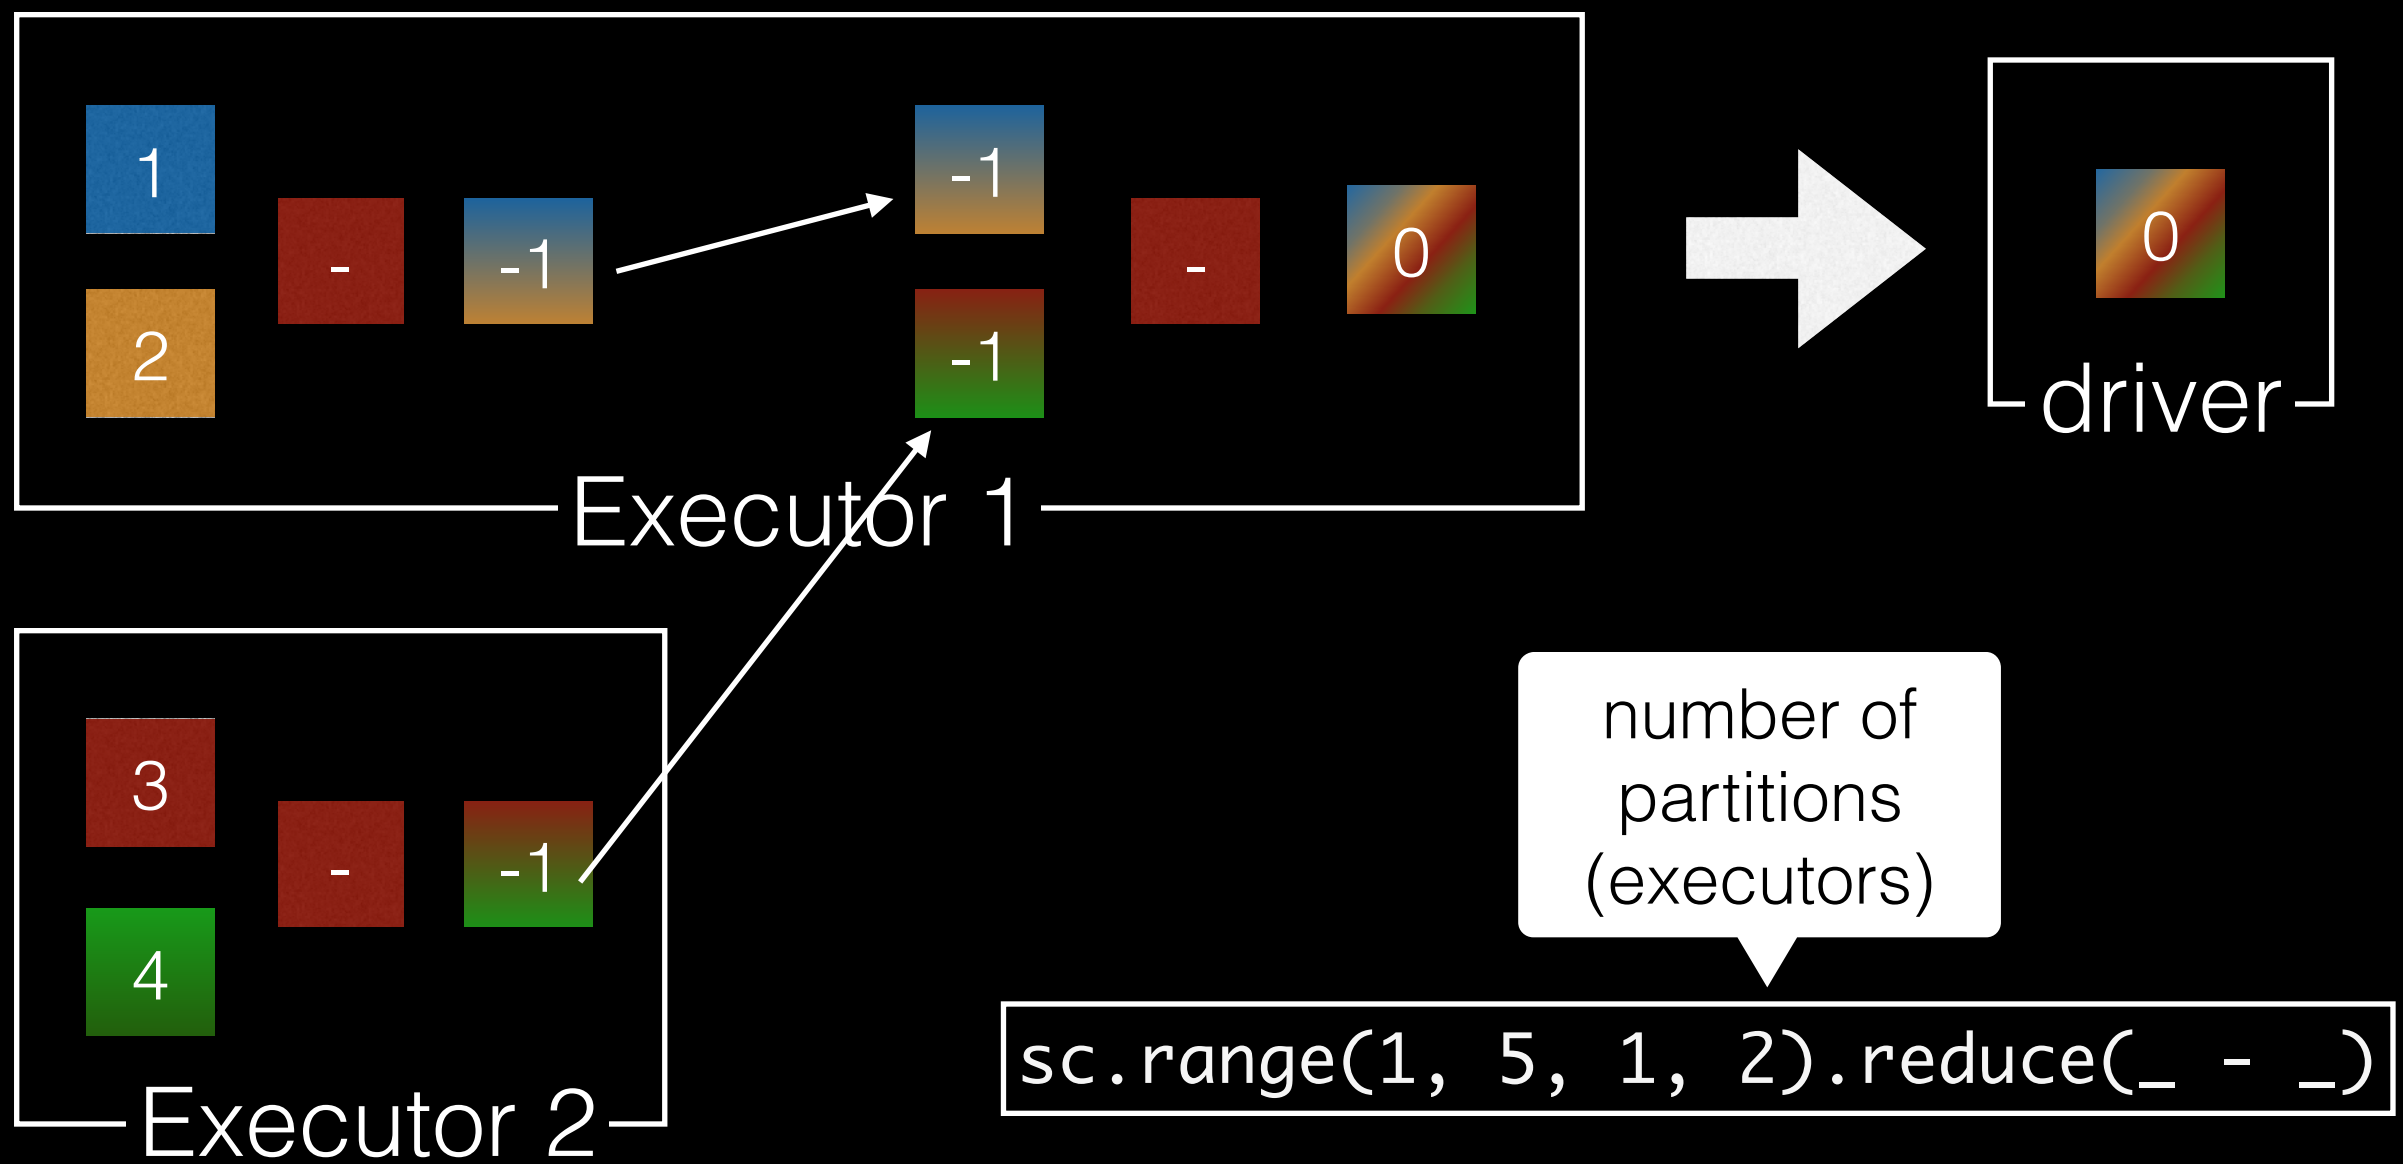 1
2
-
-1
-1
-1
-
0
Executor 1
0
driver
3
4
-
-1
Executor 2
number of
partitions
(executors)
sc.range(1, 5, 1, 2).reduce(_ - _)